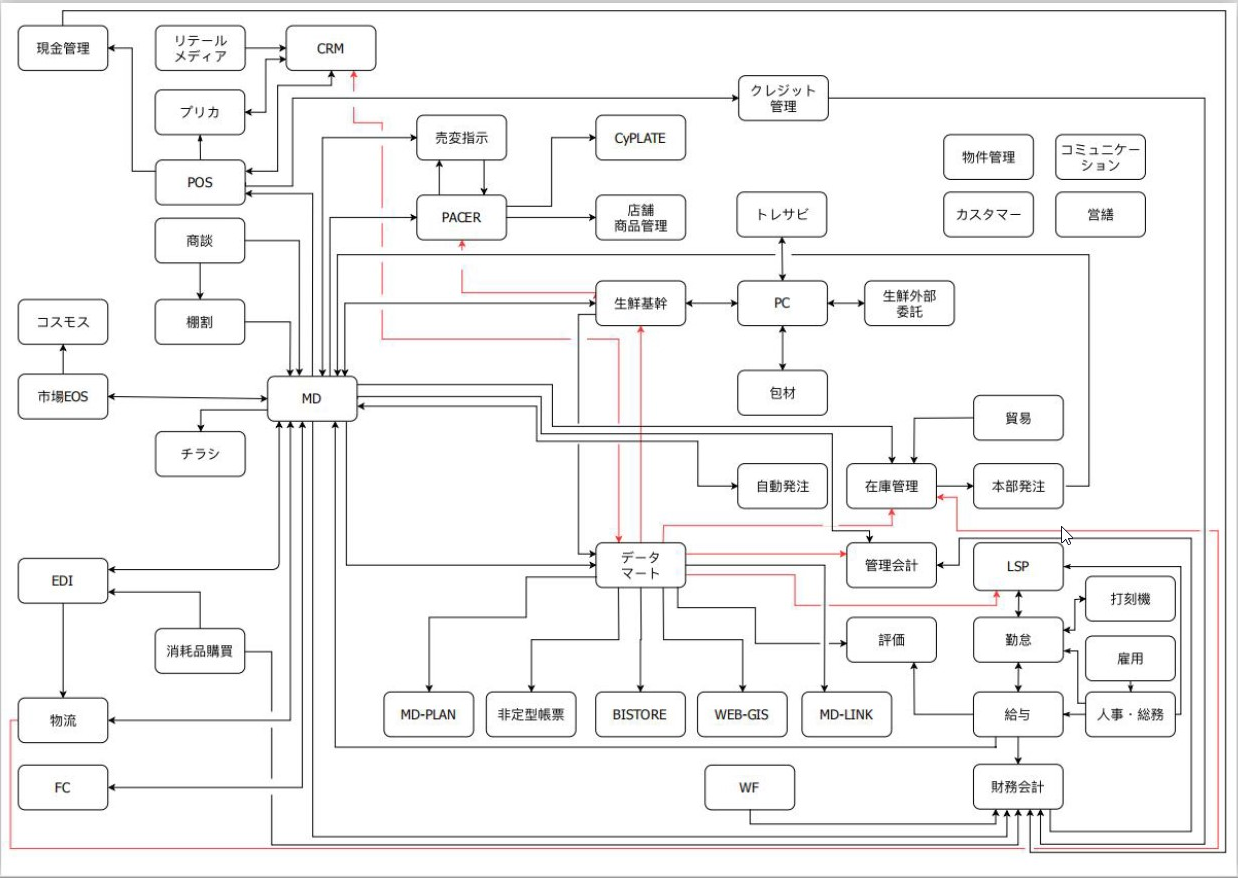 現金管理
リテール
メディア
CRM
プリカ
クレジット
管理
売変指示
CyPLATE
物件管理
コミュニケー
ション
POS
PACER
店舗
商品管理
トレサビ
カスタマー
営繕
商談
コスモス
棚割
生鮮基幹
PC
生鮮外部
委託
市場EOS
MD
包材
貿易
チラシ
自動発注
在庫管理
本部発注
EDI
データ
マート
管理会計
LSP
打刻機
消耗品購買
評価
勤怠
雇用
物流
MD-PLAN
非定型帳票
BISTORE
WEB-GIS
MD-LINK
給与
人事・総務
FC
WF
財務会計